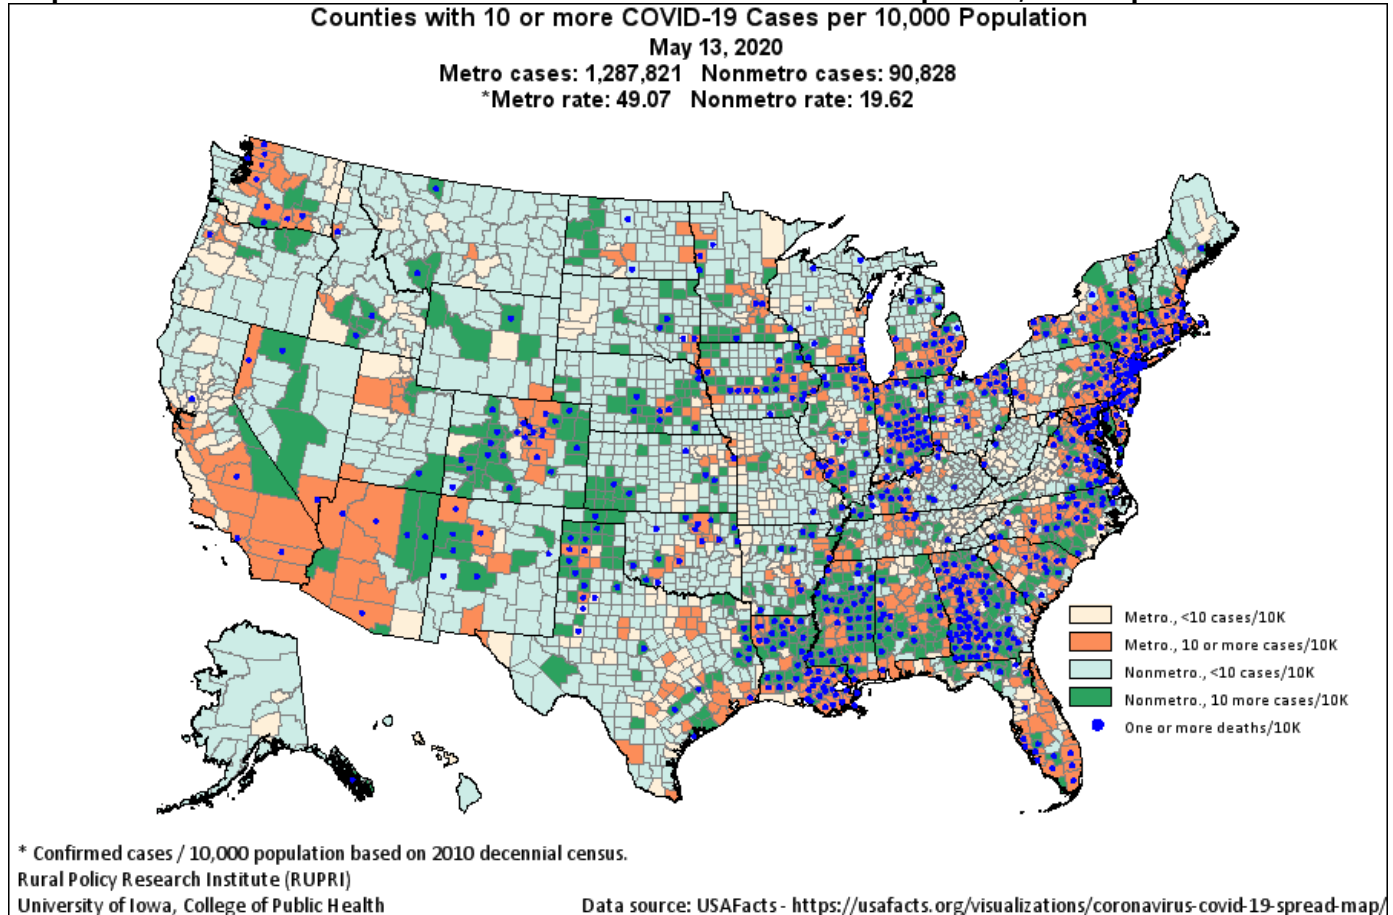 Counties with 10 or more COVID-19 Cases per 10,000 Population
May 13, 2020
Metro cases: 1,287,821 Nonmetro cases: 90,828
*Metro rate: 49.07 Nonmetro rate: 19.62
Metro., <10 cases/10K
Metro., 10 or more cases/10K
Nonmetro., <10 cases/10K
Nonmetro., 10 more cases/10K
One or more deaths/10K
* Confirmed cases / 10,000 population based on 2010 decennial census.
Rural Policy Research Institute (RUPRI)
University of Iowa, College of Public Health
Data source: USAFacts - https://usafacts.org/visualizations/coronavirus-covid-19-spread-map/